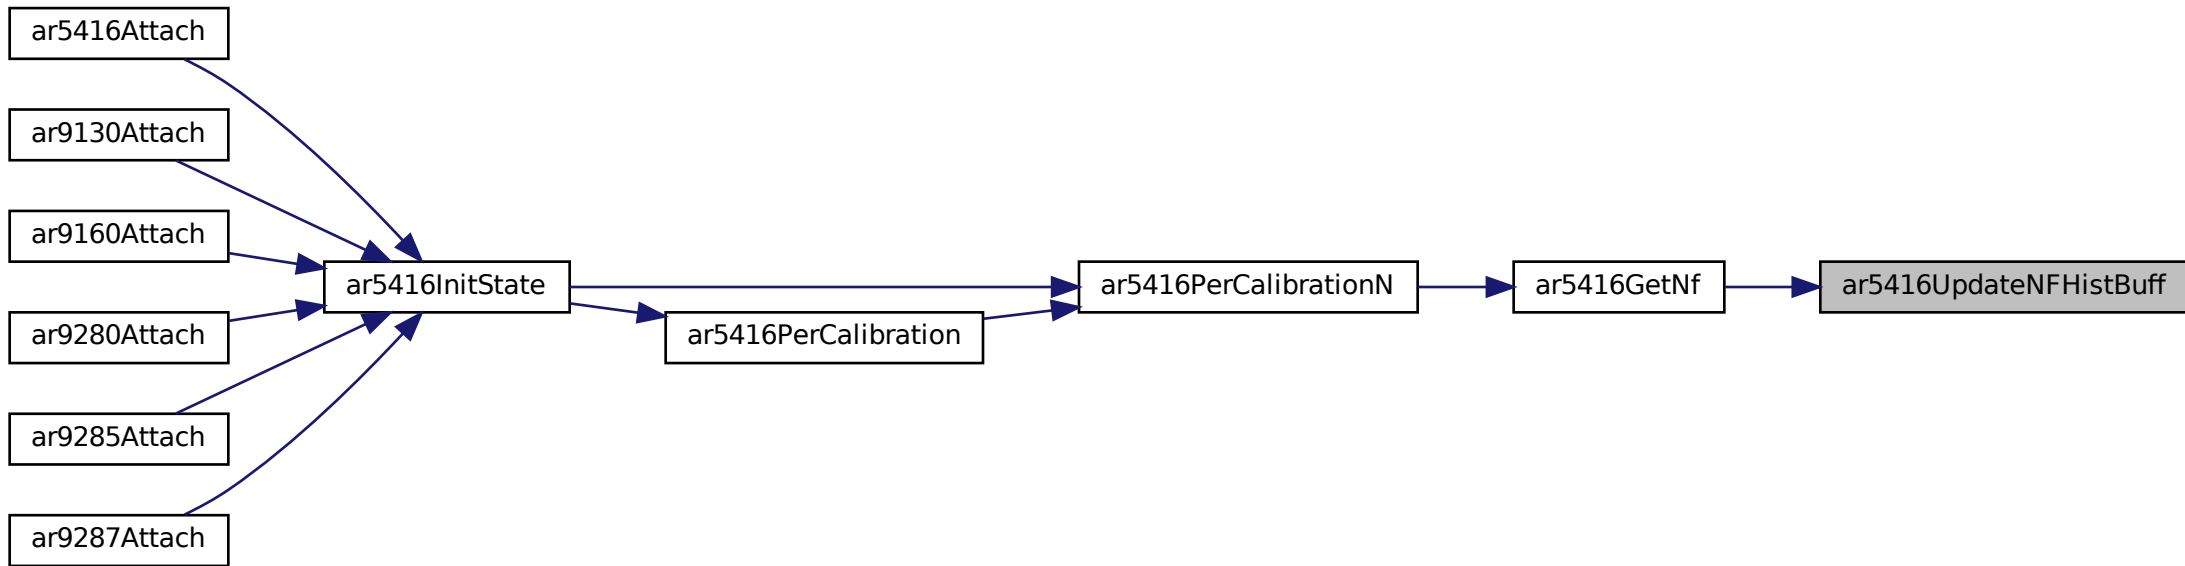 ar5416Attach
ar9130Attach
ar9160Attach
ar9280Attach
ar9285Attach
ar9287Attach
ar5416InitState
ar5416PerCalibration
ar5416PerCalibrationN
ar5416GetNf
ar5416UpdateNFHistBuff